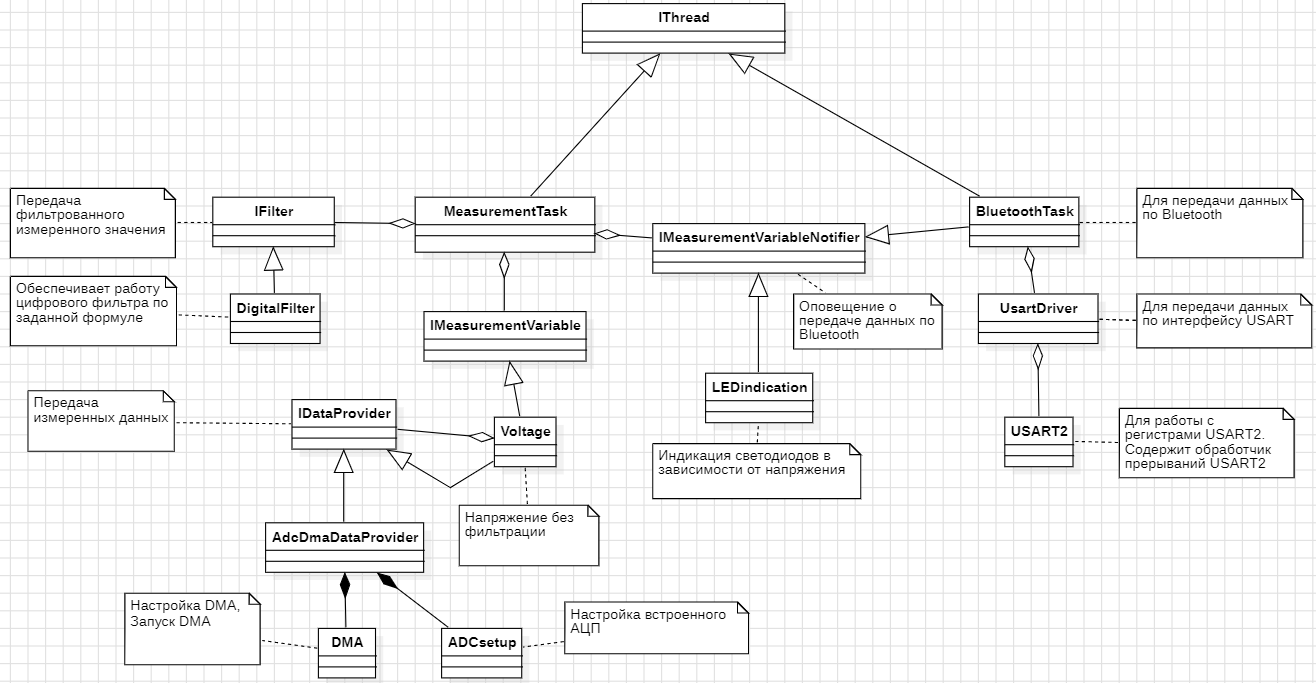 IThread
Передача
фильтрованного
измеренного значения
IFilter
MeasurementTask
IMeasurementVariableNotifier
BluetoothTask
Для передачи данных
по Bluetooth
Обеспечивает работу
цифрового фильтра по
заданной формуле
DigitalFilter
IMeasurementVariable
Оповещение о
передаче данных по
Bluetooth
UsartDriver
Для передачи данных
по интерфейсу USART
Передача
измеренных данных
IDataProvider
Voltage
LEDindication
USART2
Для работы с
регистрами USART2.
Содержит обработчик
прерываний USART2
Индикация светодиодов в
зависимости от напряжения
Напряжение без
фильтрации
AdcDmaDataProvider
Настройка DMA,
Запуск DMA
DMA
ADCsetup
Настройка встроенного
АЦП